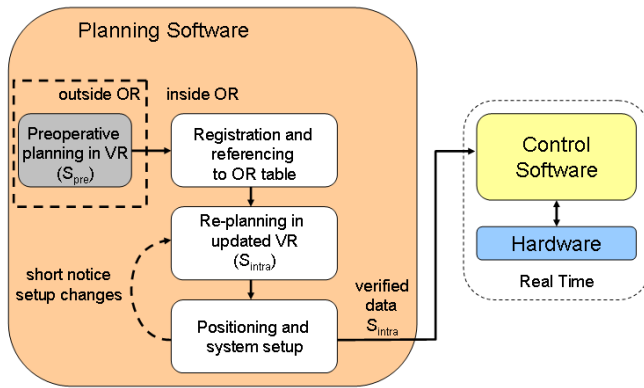 Planning Software
outside OR
inside OR
Preoperative
planning in VR
(Spre)
Registration and
referencing
to OR table
Re-planning in
updated VR
(Sintra)
short notice
setup changes
Positioning and
system setup
verified
data
Sintra
Control
Software
Hardware
Real Time